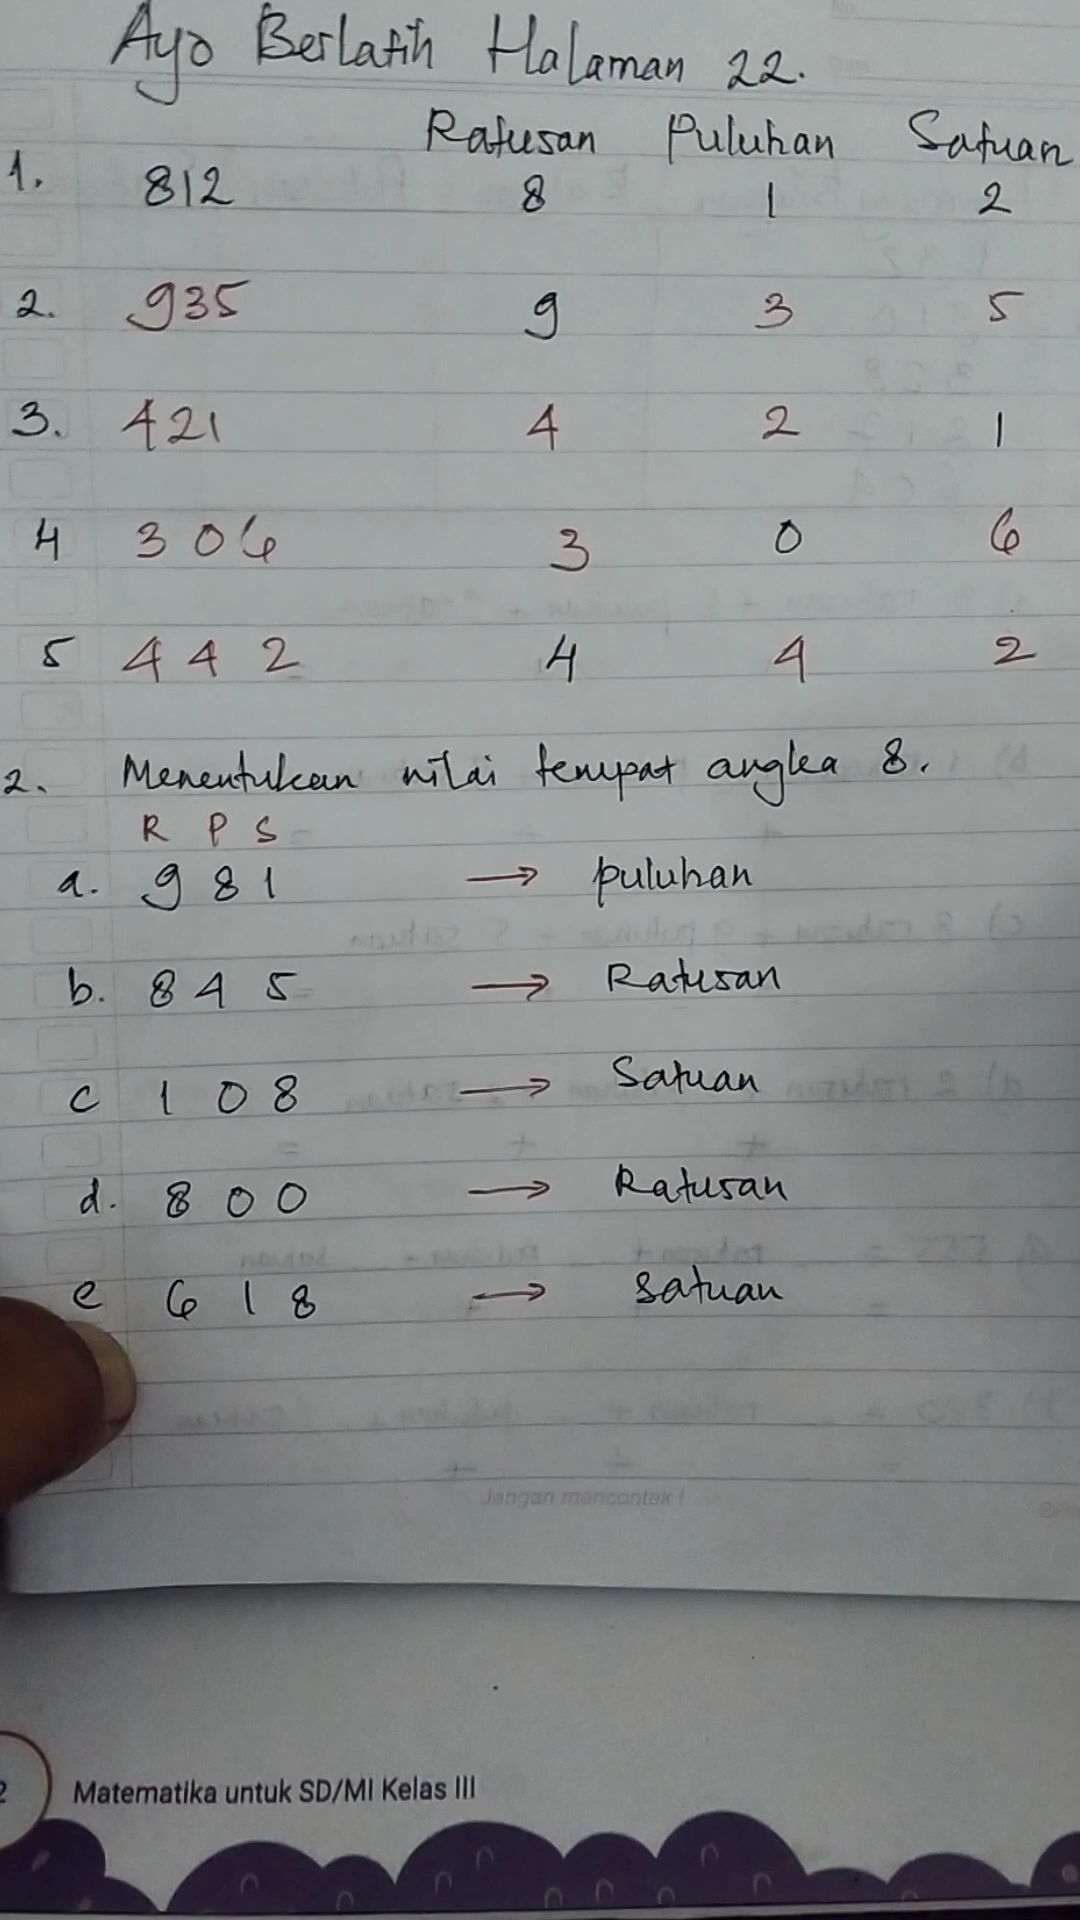 Ayo Berlatih Halaman 22.
Ratusan Puluhan Satuan
1. 812 8 1 2
2. 935 9 3 5
3. 421 4 2 1
4 306 3 0 6
5 442 4 4 2
2. Menentukan nilai tempat angka 8.
R P S
a. 981 → puluhan
b. 845 → Ratusan
c 108 → Satuan
d. 800 → Ratusan
e 618 → satuan
Jangan mencontek !
2 Matematika untuk SD/MI Kelas III